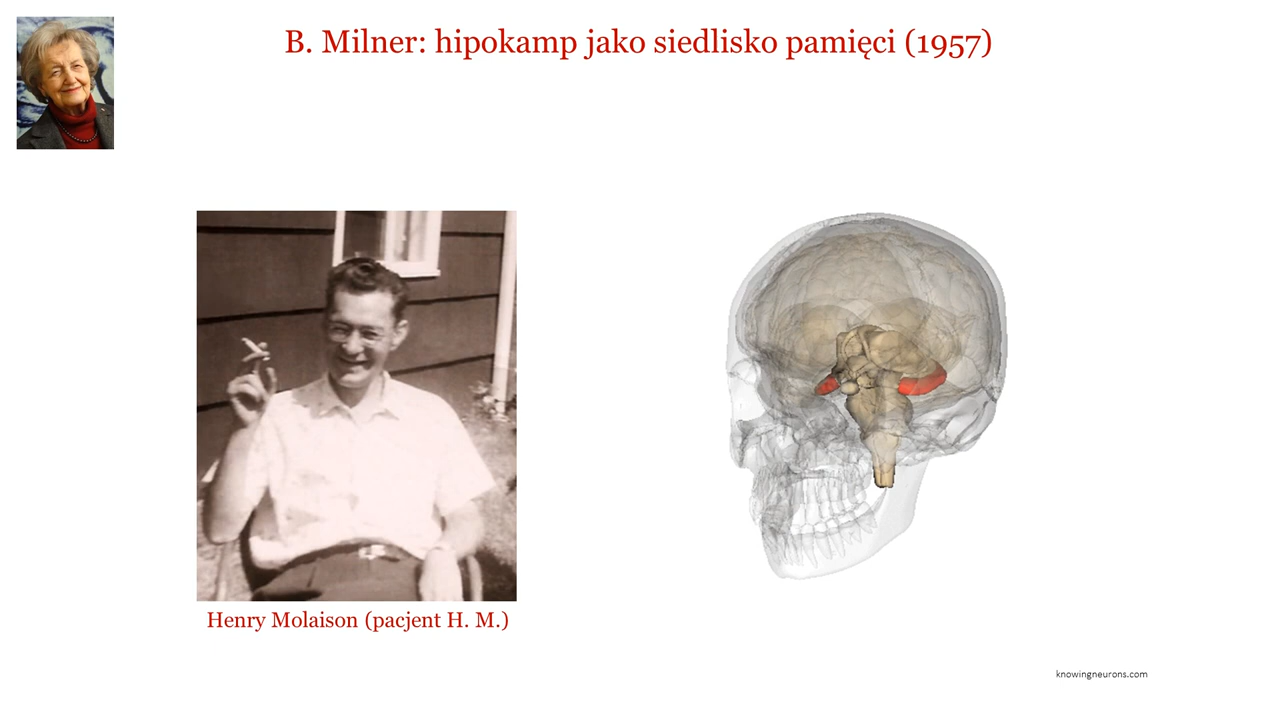 B. Milner: hipokamp jako siedlisko pamięci (1957)
Henry Molaison (pacjent H. M.)
knowingneurons.com